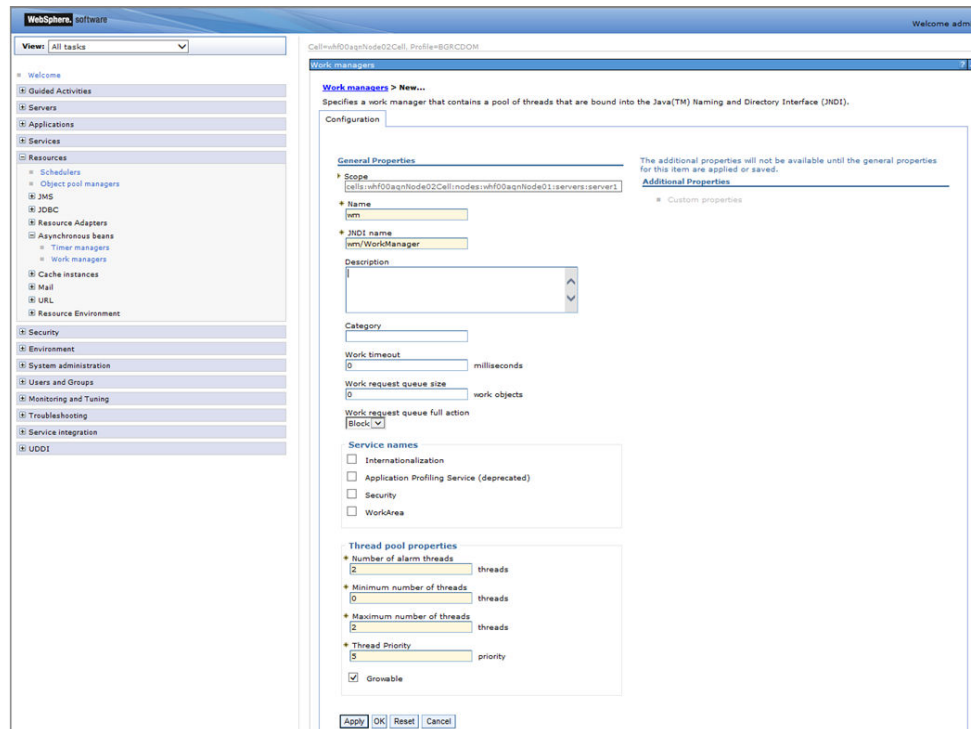 WebSphere. software
Welcome adm
View: All tasks
Cell=whf00aqnNode02Cell, Profile=BGRCDOM
Work managers
?
Welcome
Guided Activities
Servers
Applications
Services
Resources
Schedulers
Object pool managers
JMS
JDBC
Resource Adapters
Asynchronous beans
Timer managers
Work managers
Cache instances
Mail
URL
Resource Environment
Security
Environment
System administration
Users and Groups
Monitoring and Tuning
Troubleshooting
Service integration
UDDI
Work managers > New...
Specifies a work manager that contains a pool of threads that are bound into the Java(TM) Naming and Directory Interface (JNDI).
Configuration
General Properties
Scope
cells:whf00aqnNode02Cell:nodes:whf00aqnNode01:servers:server1
Name
wm
JNDI name
wm/WorkManager
Description
Category
Work timeout
0 milliseconds
Work request queue size
0 work objects
Work request queue full action
Block
Service names
Internationalization
Application Profiling Service (deprecated)
Security
WorkArea
Thread pool properties
Number of alarm threads
2 threads
Minimum number of threads
0 threads
Maximum number of threads
2 threads
Thread Priority
5 priority
Growable
Apply OK Reset Cancel
The additional properties will not be available until the general properties
for this item are applied or saved.
Additional Properties
Custom properties